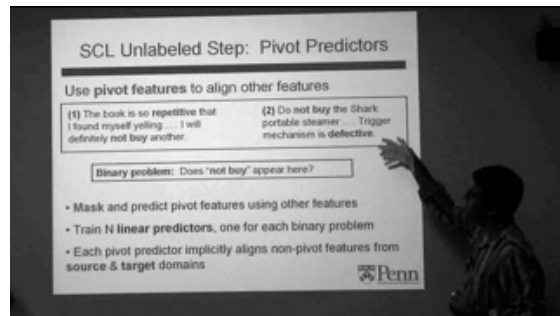 SCL Unlabeled Step: Pivot Predictors
Use pivot features to align other features
(1) The book is so repetitive that
I found myself yelling .... I will
definitely not buy another.
(2) Do not buy the Shark
portable steamer .... Trigger
mechanism is defective.
Binary problem: Does "not buy" appear here?
• Mask and predict pivot features using other features
• Train N linear predictors, one for each binary problem
• Each pivot predictor implicitly aligns non-pivot features from
source & target domains
Penn